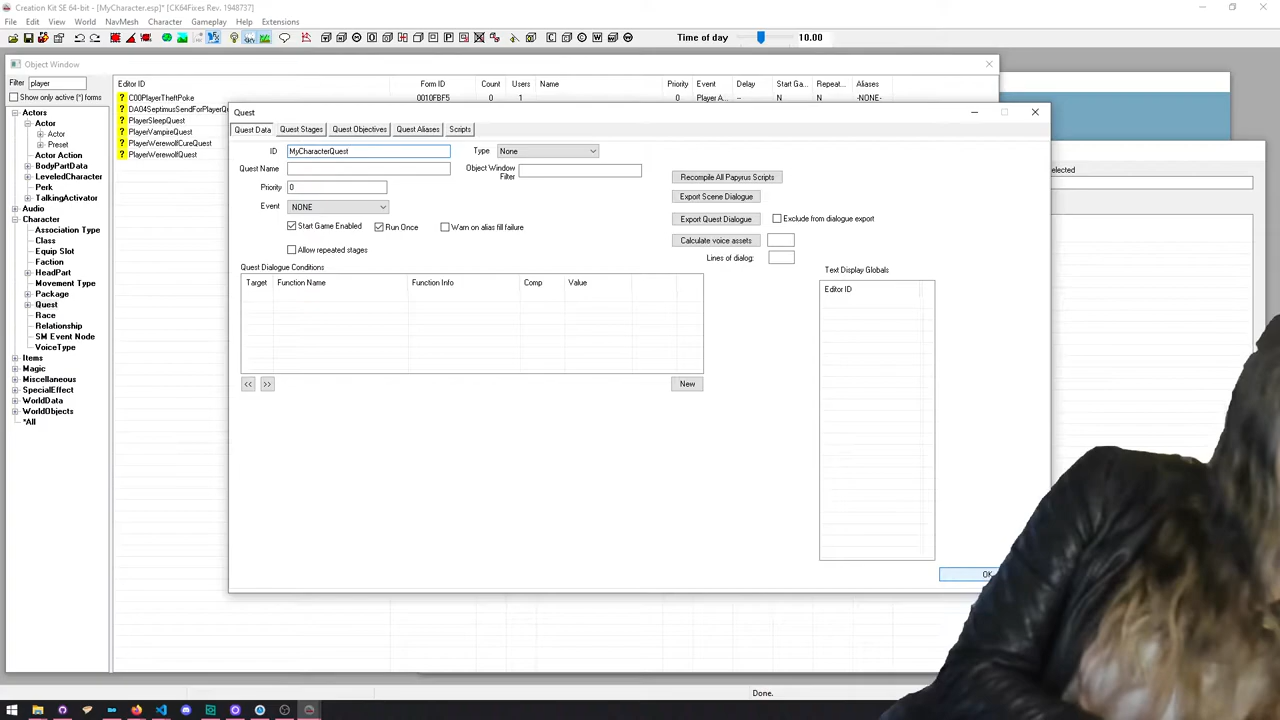 Creation Kit SE 64-bit - [MyCharacter.esp]* [CK64Fixes Rev. 1948737]
File Edit View World NavMesh Character Gameplay Help Extensions
Time of day 10.00
Object Window
Filter player
Show only active (*) forms
Actors
Actor
Actor
Preset
Actor Action
BodyPartData
LeveledCharacter
Perk
TalkingActivator
Audio
Character
Association Type
Class
Equip Slot
Faction
HeadPart
Movement Type
Package
Quest
Race
Relationship
SM Event Node
VoiceType
Items
Magic
Miscellaneous
SpecialEffect
WorldData
WorldObjects
*All
Editor ID Form ID Count Users Name Priority Event Delay Start Ga... Repeat... Aliases
C00PlayerTheftPoke 0010FBF5 0 1 0 Player A... -- N N -NONE-
DA04SeptimusSendForPlayerQ
PlayerSleepQuest
PlayerVampireQuest
PlayerWerewolfCureQuest
PlayerWerewolfQuest
Quest
Quest Data Quest Stages Quest Objectives Quest Aliases Scripts
ID MyCharacterQuest Type None
Quest Name Object Window Filter
Priority 0
Event NONE
Start Game Enabled Run Once Warn on alias fill failure
Allow repeated stages
Recompile All Papyrus Scripts
Export Scene Dialogue
Export Quest Dialogue Exclude from dialogue export
Calculate voice assets
Lines of dialog:
Quest Dialogue Conditions
Target Function Name Function Info Comp Value
<< >> New
Text Display Globals
Editor ID
OK
elected
Done.